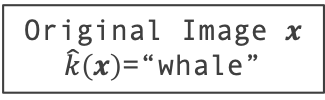 Original Image x
k̂(x)=“whale”